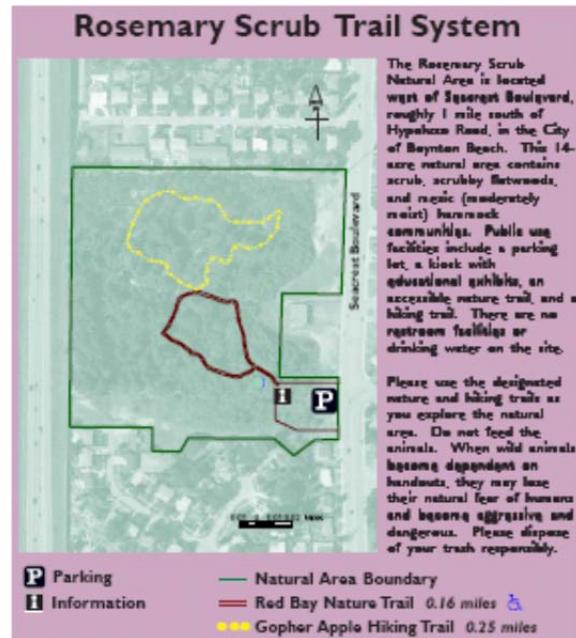 Rosemary Scrub Trail System
The Rosemary Scrub
Natural Area is located
west of Seacrest Boulevard,
roughly 1 mile south of
Hypoluxo Road, in the City
of Boynton Beach. This 14-
acre natural area contains
scrub, scrubby flatwoods,
and mesic (moderately
moist) hammock
communities. Public use
facilities include a parking
lot, a kiosk with
educational exhibits, an
accessible nature trail, and a
hiking trail. There are no
restroom facilities or
drinking water on the site.
Please use the designated
nature and hiking trails as
you explore the natural
area. Do not feed the
animals. When wild animals
become dependent on
handouts, they may lose
their natural fear of humans
and become aggressive and
dangerous. Please dispose
of your trash responsibly.
Seacrest Boulevard
i
P
Miles
P Parking
i Information
Natural Area Boundary
Red Bay Nature Trail 0.16 miles
Gopher Apple Hiking Trail 0.25 miles